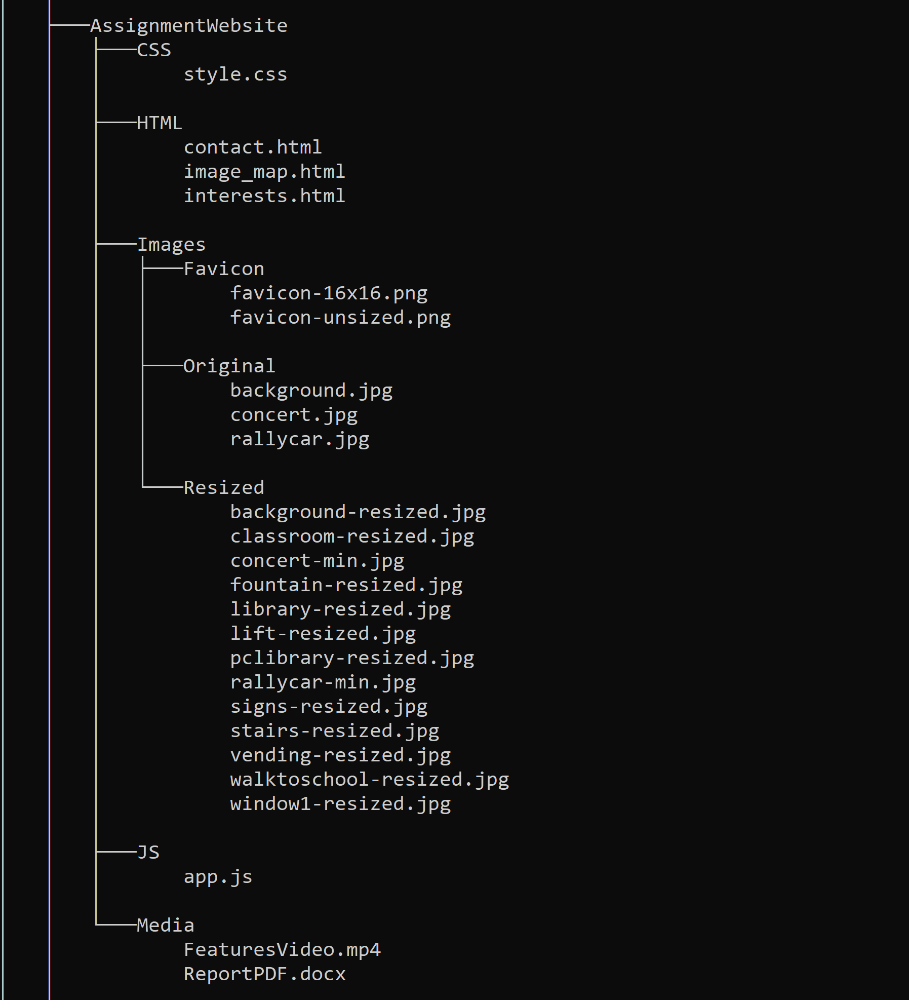 AssignmentWebsite
CSS
style.css
HTML
contact.html
image_map.html
interests.html
Images
Favicon
favicon-16x16.png
favicon-unsized.png
Original
background.jpg
concert.jpg
rallycar.jpg
Resized
background-resized.jpg
classroom-resized.jpg
concert-min.jpg
fountain-resized.jpg
library-resized.jpg
lift-resized.jpg
pclibrary-resized.jpg
rallycar-min.jpg
signs-resized.jpg
stairs-resized.jpg
vending-resized.jpg
walktoschool-resized.jpg
window1-resized.jpg
JS
app.js
Media
FeaturesVideo.mp4
ReportPDF.docx